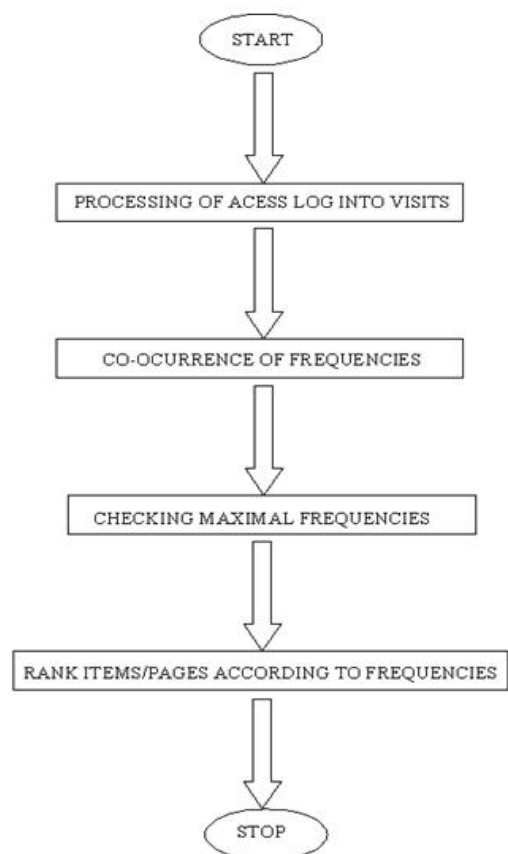 START
PROCESSING OF ACESS LOG INTO VISITS
CO-OCURRENCE OF FREQUENCIES
CHECKING MAXIMAL FREQUENCIES
RANK ITEMS/PAGES ACCORDING TO FREQUENCIES
STOP